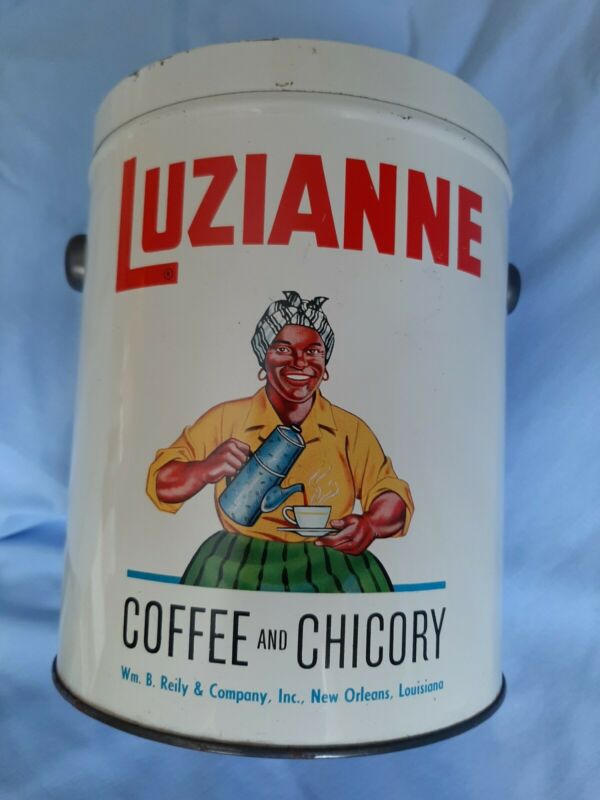 LUZIANNE
®
COFFEE AND CHICORY
Wm. B. Reily & Company, Inc., New Orleans, Louisiana